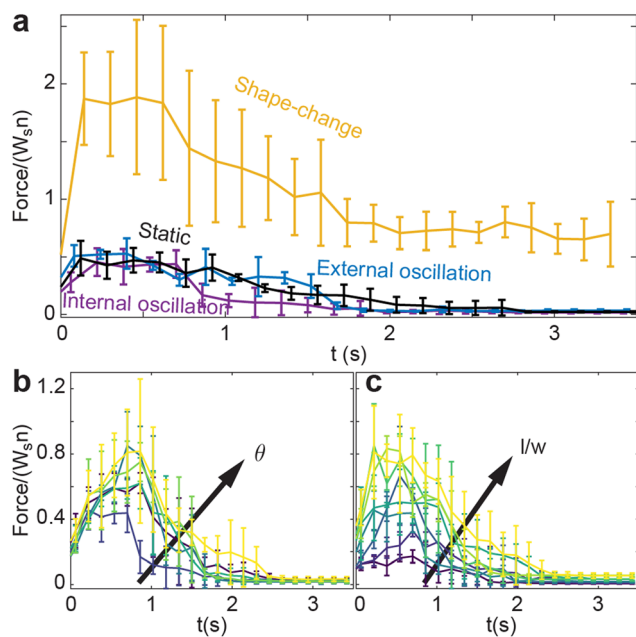 a
Force/(Wsn)
2
1
0
Shape-change
Static
External oscillation
Internal oscillation
0 1 2 3
t (s)
b
Force/(Wsn)
1.2
0.8
0.4
0
θ
0 1 2 3
t(s)
c
l/w
0 1 2 3
t(s)